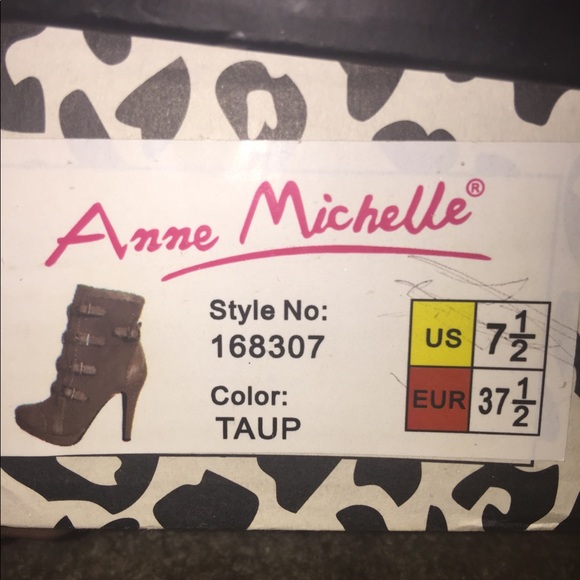 Anne Michelle®
Style No:
168307
Color:
TAUP
US 7 1/2
EUR 37 1/2